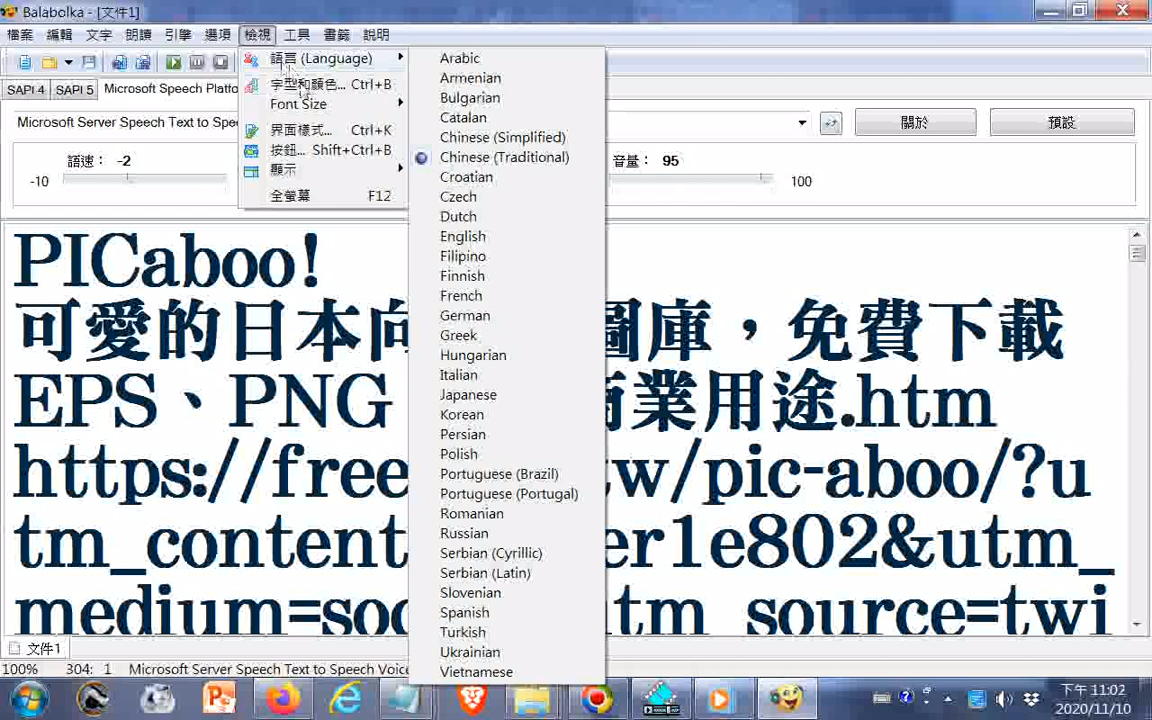 Balabolka - [文件1]
檔案 編輯 文字 朗讀 引擎 選項 檢視 工具 書籤 說明
語言 (Language)
字型和顏色... Ctrl+B
Font Size
界面樣式... Ctrl+K
按鈕... Shift+Ctrl+B
顯示
全螢幕 F12
Arabic
Armenian
Bulgarian
Catalan
Chinese (Simplified)
Chinese (Traditional)
Croatian
Czech
Dutch
English
Filipino
Finnish
French
German
Greek
Hungarian
Italian
Japanese
Korean
Persian
Polish
Portuguese (Brazil)
Portuguese (Portugal)
Romanian
Russian
Serbian (Cyrillic)
Serbian (Latin)
Slovenian
Spanish
Turkish
Ukrainian
Vietnamese
SAPI 4 SAPI 5 Microsoft Speech Platfo
Microsoft Server Speech Text to Spe
關於 預設
語速： -2 音量： 95
-10 100
PICaboo!
可愛的日本向 圖庫，免費下載
EPS、PNG 商業用途.htm
https://free tw/pic-aboo/?u
tm_content er1e802&utm_
medium=soc utm_source=twi
文件1
100% 304: 1 Microsoft Server Speech Text to Speech Voice
下午 11:02
2020/11/10